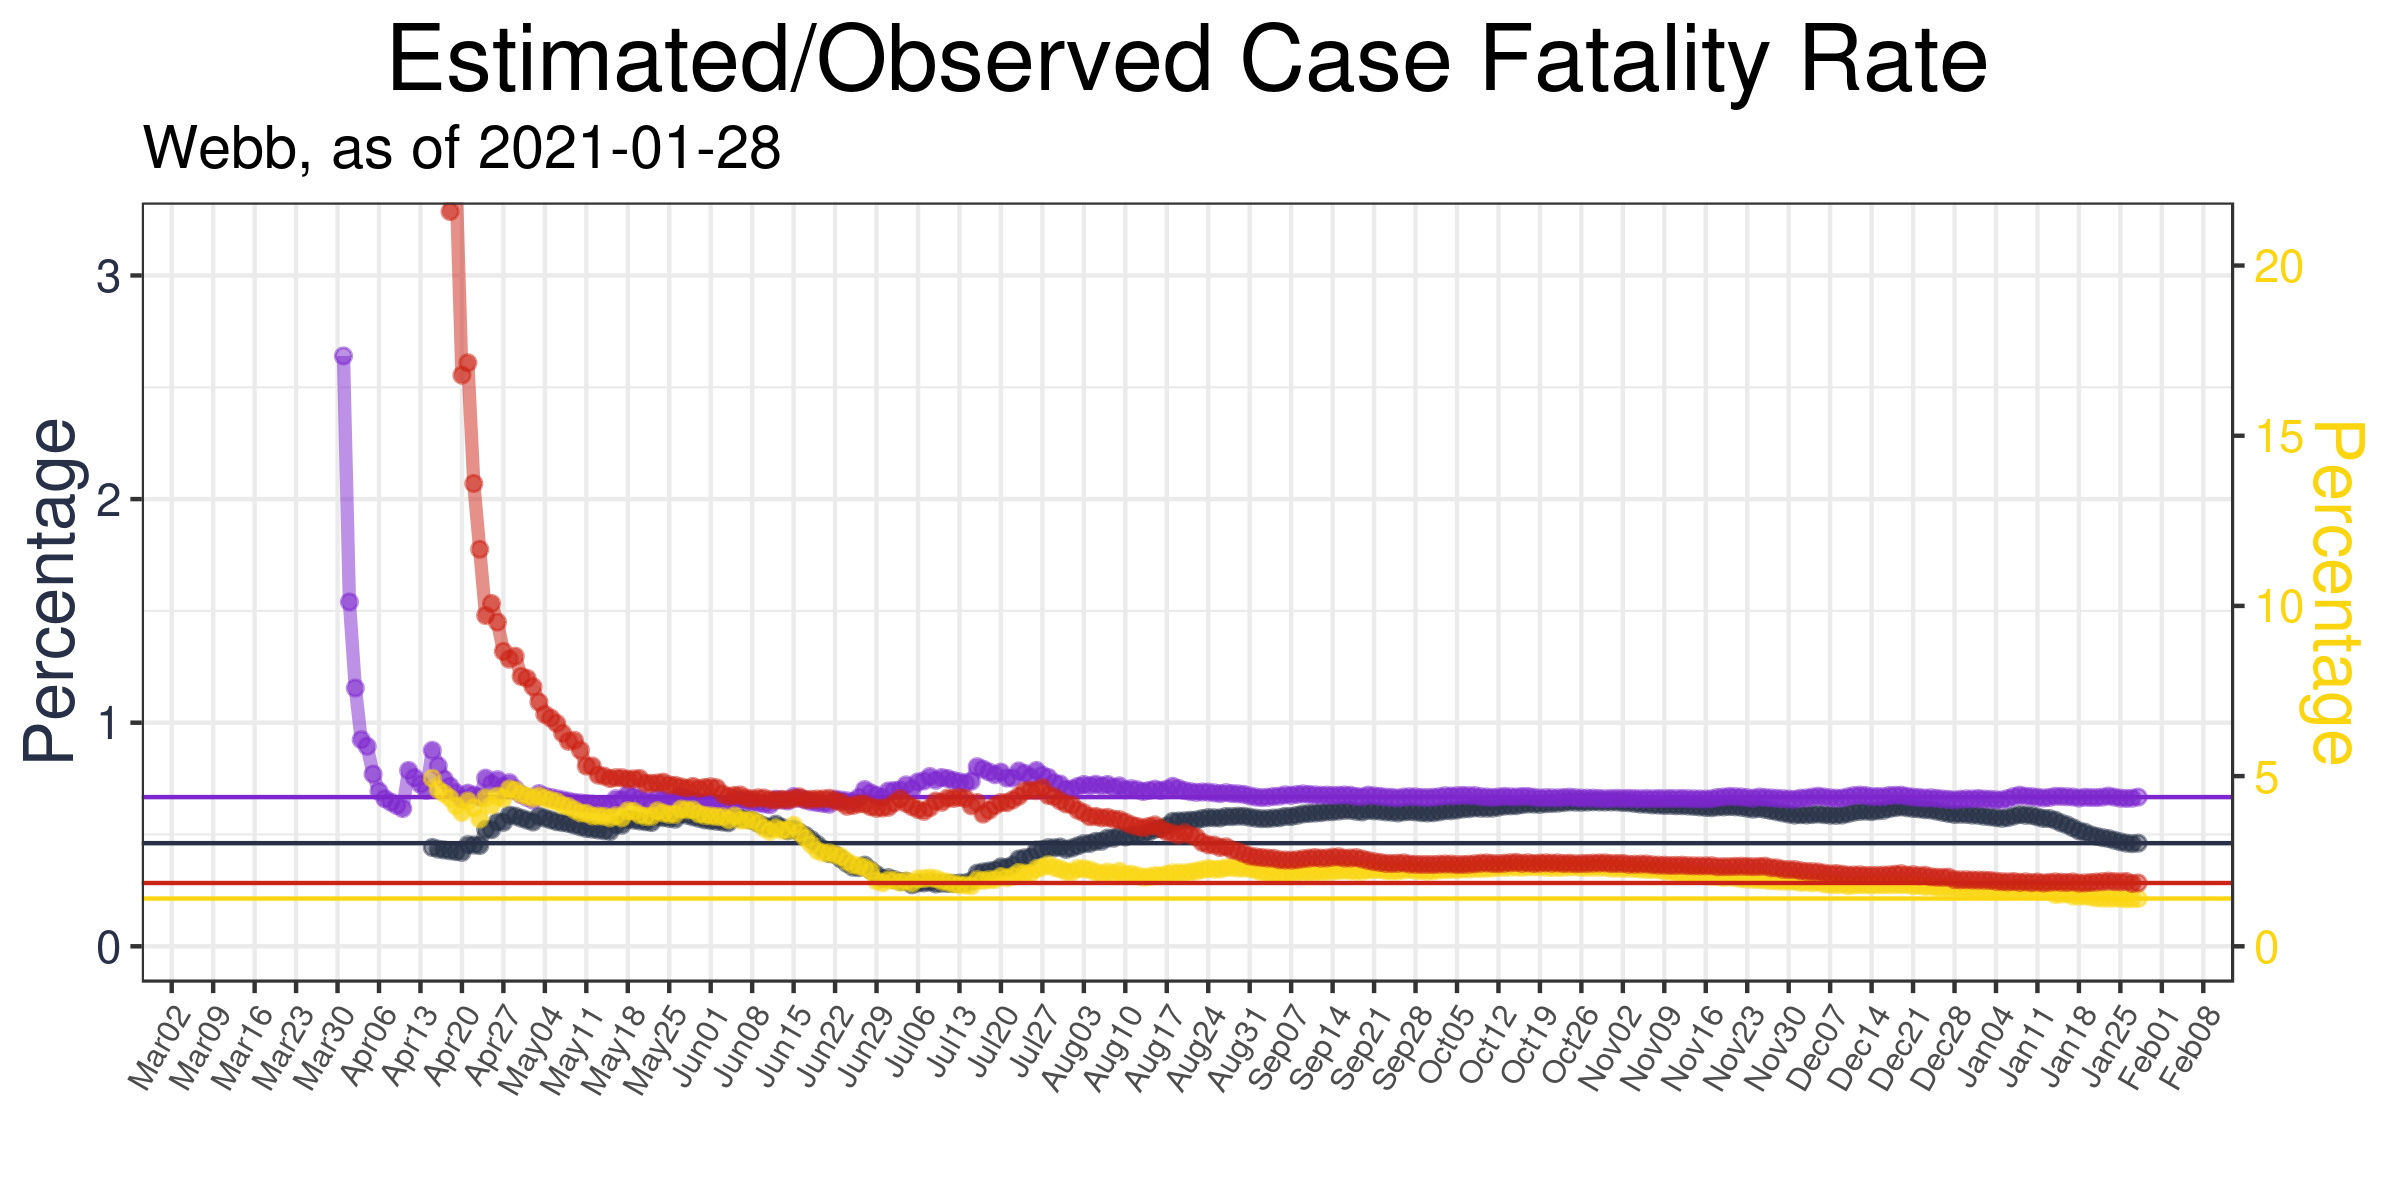 Estimated/Observed Case Fatality Rate
Webb, as of 2021-01-28
Percentage
3
2
1
0
20
15
10
5
0
Percentage
Mar02 Mar09 Mar16 Mar23 Mar30 Apr06 Apr13 Apr20 Apr27 May04 May11 May18 May25 Jun01 Jun08 Jun15 Jun22 Jun29 Jul06 Jul13 Jul20 Jul27 Aug03 Aug10 Aug17 Aug24 Aug31 Sep07 Sep14 Sep21 Sep28 Oct05 Oct12 Oct19 Oct26 Nov02 Nov09 Nov16 Nov23 Nov30 Dec07 Dec14 Dec21 Dec28 Jan04 Jan11 Jan18 Jan25 Feb01 Feb08